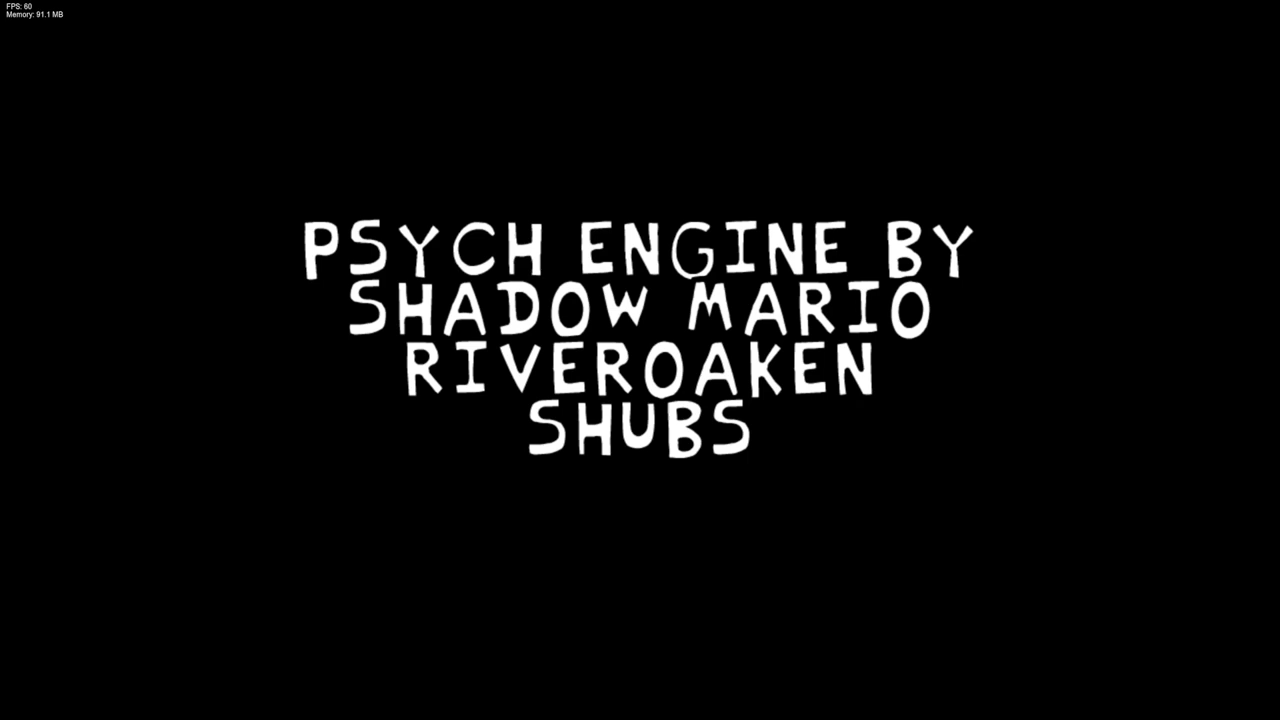 FPS: 60
Memory: 91.1 MB
PSYCH ENGINE BY
SHADOW MARIO
RIVEROAKEN
SHUBS